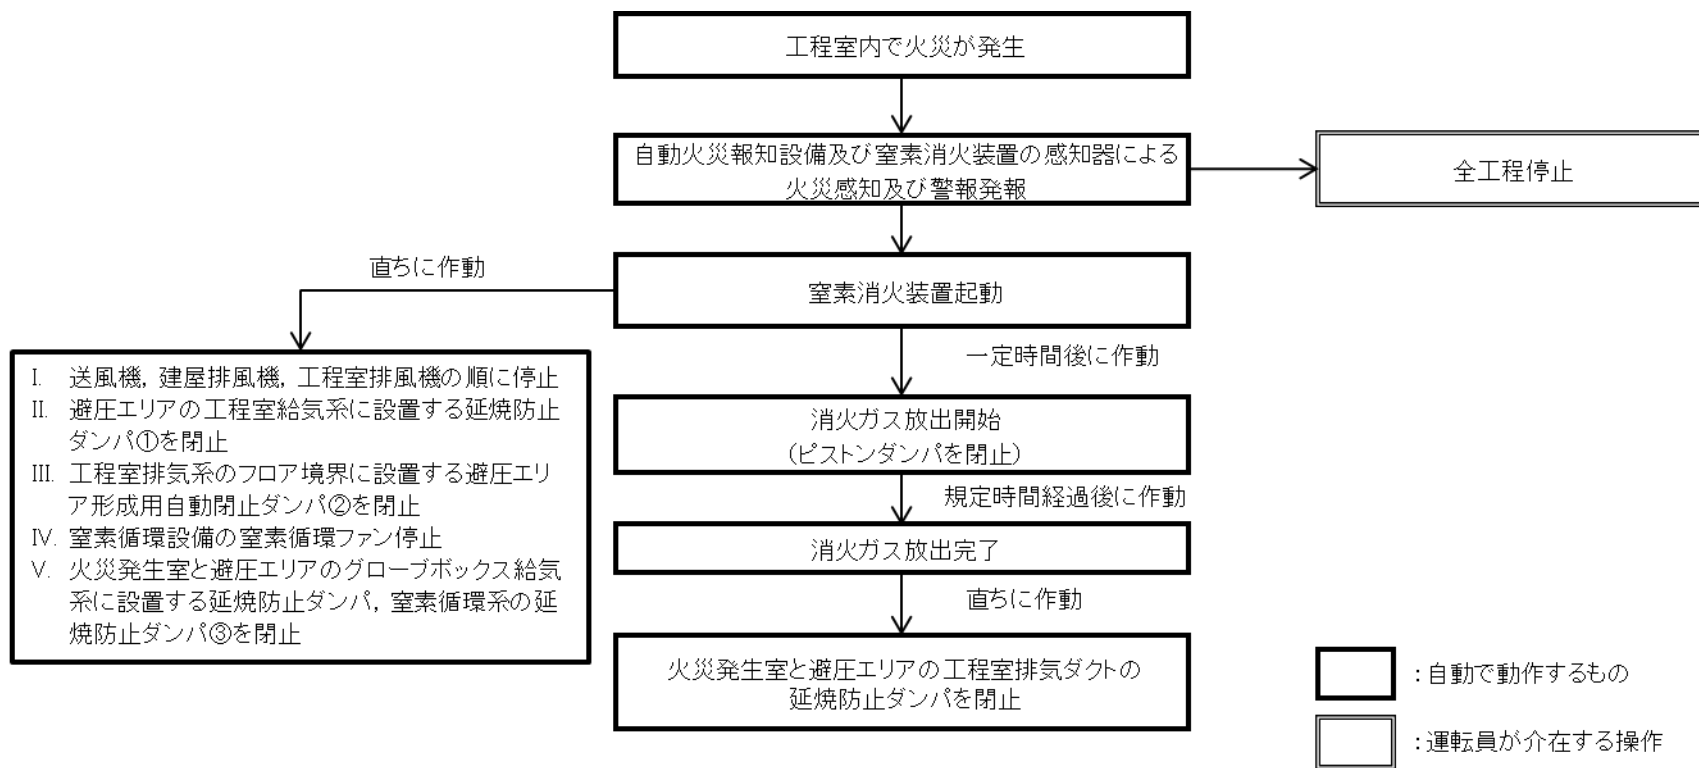 工程室内で火災が発生
自動火災報知設備及び窒素消火装置の感知器による
火災感知及び警報発報
全工程停止
直ちに作動
窒素消火装置起動
一定時間後に作動
I. 送風機, 建屋排風機, 工程室排風機の順に停止
II. 避圧エリアの工程室給気系に設置する延焼防止
ダンパ①を閉止
III. 工程室排気系のフロア境界に設置する避圧エリ
ア形成用自動閉止ダンパ②を閉止
IV. 窒素循環設備の窒素循環ファン停止
V. 火災発生室と避圧エリアのグローブボックス給気
系に設置する延焼防止ダンパ, 窒素循環系の延
焼防止ダンパ③を閉止
消火ガス放出開始
(ピストンダンパを閉止)
規定時間経過後に作動
消火ガス放出完了
直ちに作動
火災発生室と避圧エリアの工程室排気ダクトの
延焼防止ダンパを閉止
:自動で動作するもの
:運転員が介在する操作